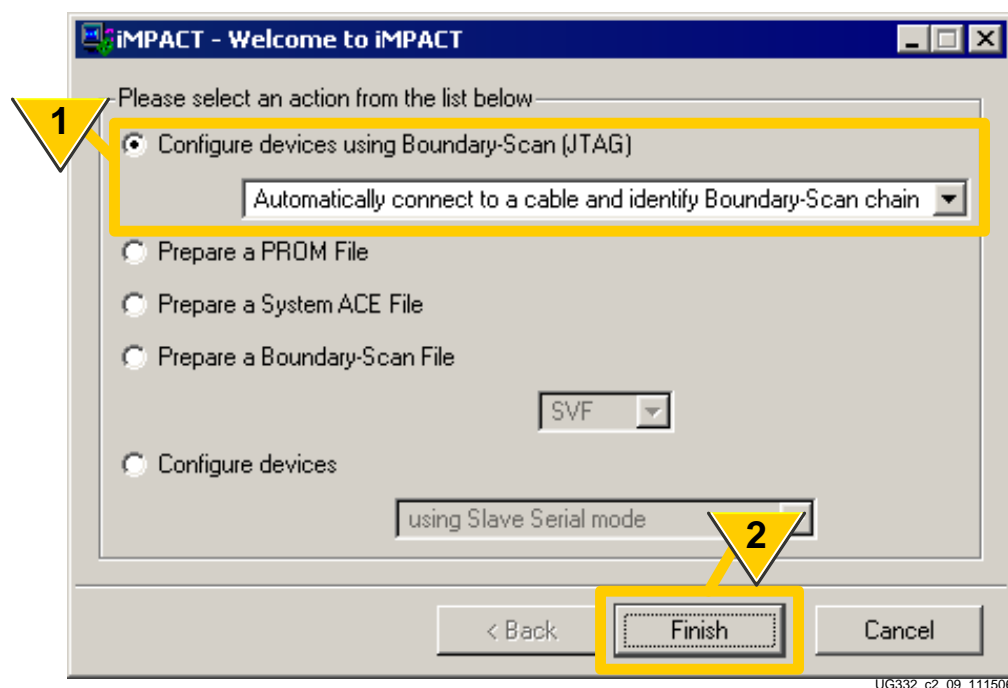 iMPACT - Welcome to iMPACT
Please select an action from the list below
1
Configure devices using Boundary-Scan (JTAG)
Automatically connect to a cable and identify Boundary-Scan chain
Prepare a PROM File
Prepare a System ACE File
Prepare a Boundary-Scan File
SVF
Configure devices
using Slave Serial mode
2
< Back
Finish
Cancel
UG332_c2_09_111506